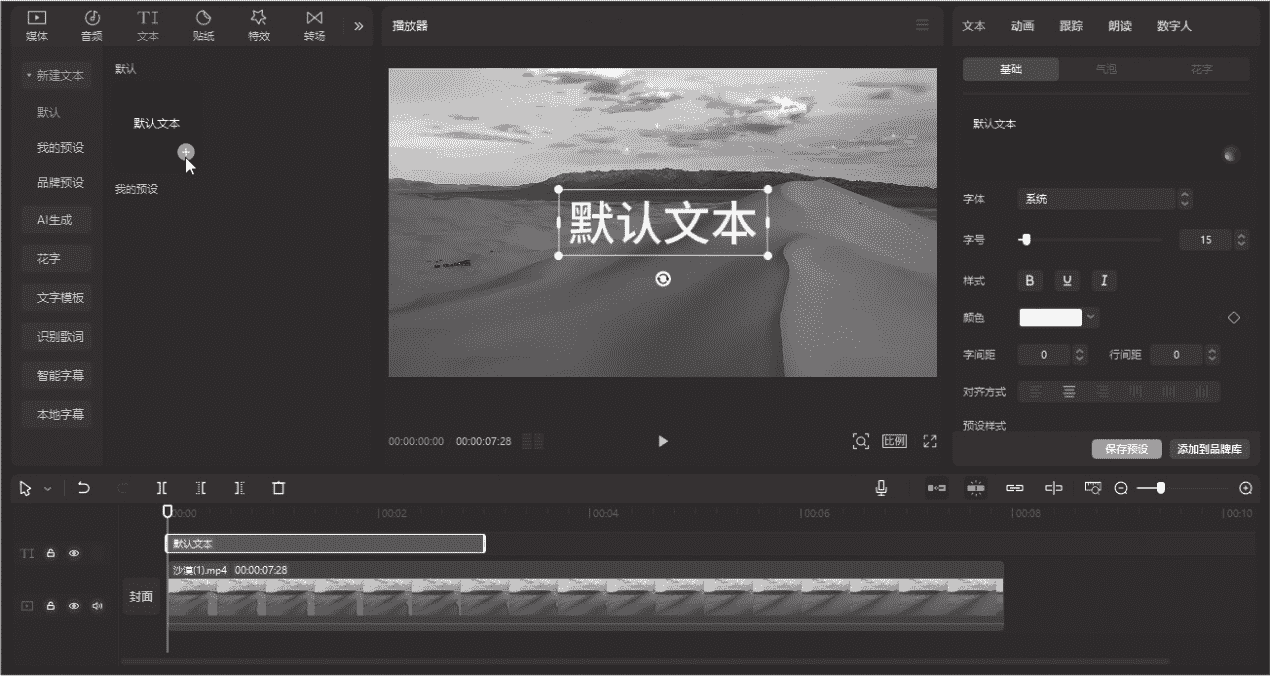 媒体 音频 TI 文本 贴纸 特效 转场 »
播放器
文本 动画 跟踪 朗读 数字人
新建文本
默认
我的预设
品牌预设
AI生成
花字
文字模板
识别歌词
智能字幕
本地字幕
默认
默认文本
我的预设
默认文本
00:00:00:00 00:00:07:28
比例
基础 气泡 花字
默认文本
字体 系统
字号 15
样式 B U I
颜色
字间距 0 行间距 0
对齐方式
预设样式
保存预设 添加到品牌库
00:00 00:02 00:04 00:06 00:08 00:10
TI
默认文本
沙漠(1).mp4 00:00:07:28
封面